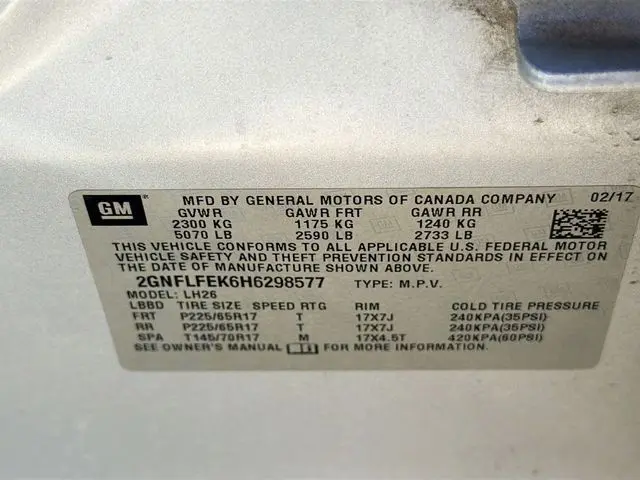 GM MFD BY GENERAL MOTORS OF CANADA COMPANY 02/17
GVWR GAWR FRT GAWR RR
2300 KG 1175 KG 1240 KG
5070 LB 2590 LB 2733 LB
THIS VEHICLE CONFORMS TO ALL APPLICABLE U.S. FEDERAL MOTOR
VEHICLE SAFETY AND THEFT PREVENTION STANDARDS IN EFFECT ON
THE DATE OF MANUFACTURE SHOWN ABOVE.
2GNFLFEK6H6298577 TYPE: M.P.V.
MODEL: LH26
LBBD TIRE SIZE SPEED RTG RIM COLD TIRE PRESSURE
FRT P225/65R17 T 17X7J 240KPA(35PSI)
RR P225/65R17 T 17X7J 240KPA(35PSI)
SPA T145/70R17 M 17X4.5T 420KPA(60PSI)
SEE OWNER'S MANUAL FOR MORE INFORMATION.